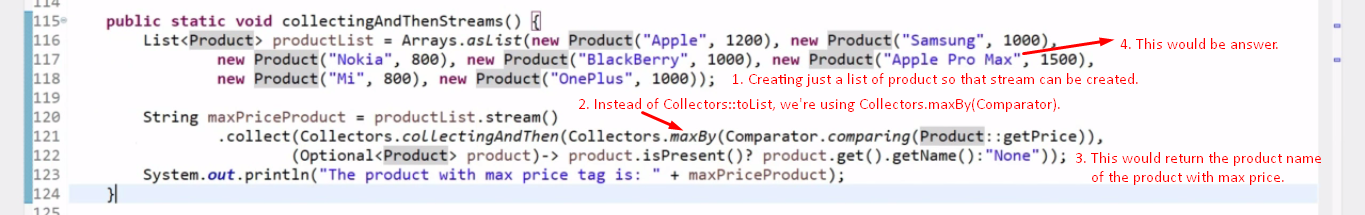 114
115 public static void collectingAndThenStreams() {
116 List<Product> productList = Arrays.asList(new Product("Apple", 1200), new Product("Samsung", 1000),
4. This would be answer.
117 new Product("Nokia", 800), new Product("BlackBerry", 1000), new Product("Apple Pro Max", 1500),
118 new Product("Mi", 800), new Product("OnePlus", 1000));
1. Creating just a list of product so that stream can be created.
119
2. Instead of Collectors::toList, we're using Collectors.maxBy(Comparator).
120 String maxPriceProduct = productList.stream()
121 .collect(Collectors.collectingAndThen(Collectors.maxBy(Comparator.comparing(Product::getPrice)),
122 (Optional<Product> product)-> product.isPresent()? product.get().getName():"None"));
3. This would return the product name
of the product with max price.
123 System.out.println("The product with max price tag is: " + maxPriceProduct);
124 }
125